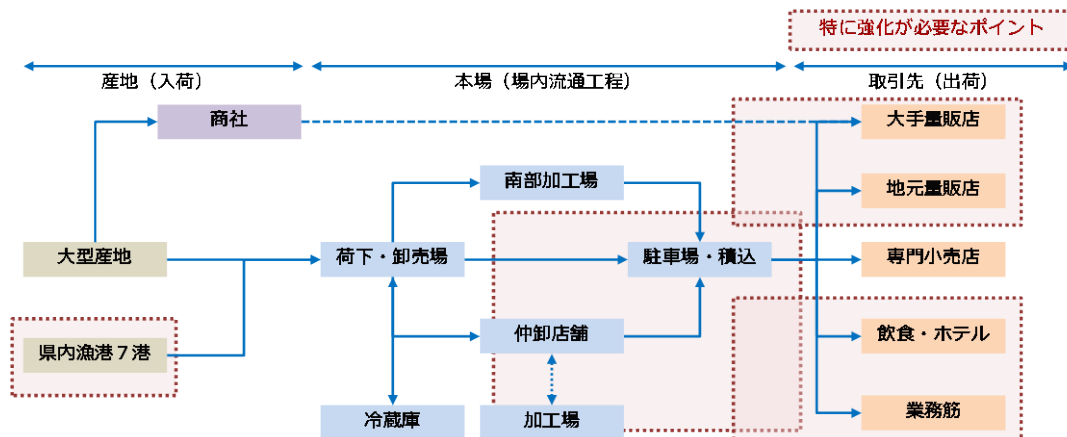 特に強化が必要なポイント
産地（入荷）
本場（場内流通工程）
取引先（出荷）
商社
大手量販店
南部加工場
地元量販店
大型産地
荷下・卸売場
駐車場・積込
専門小売店
県内漁港７港
仲卸店舗
飲食・ホテル
冷蔵庫
加工場
業務筋